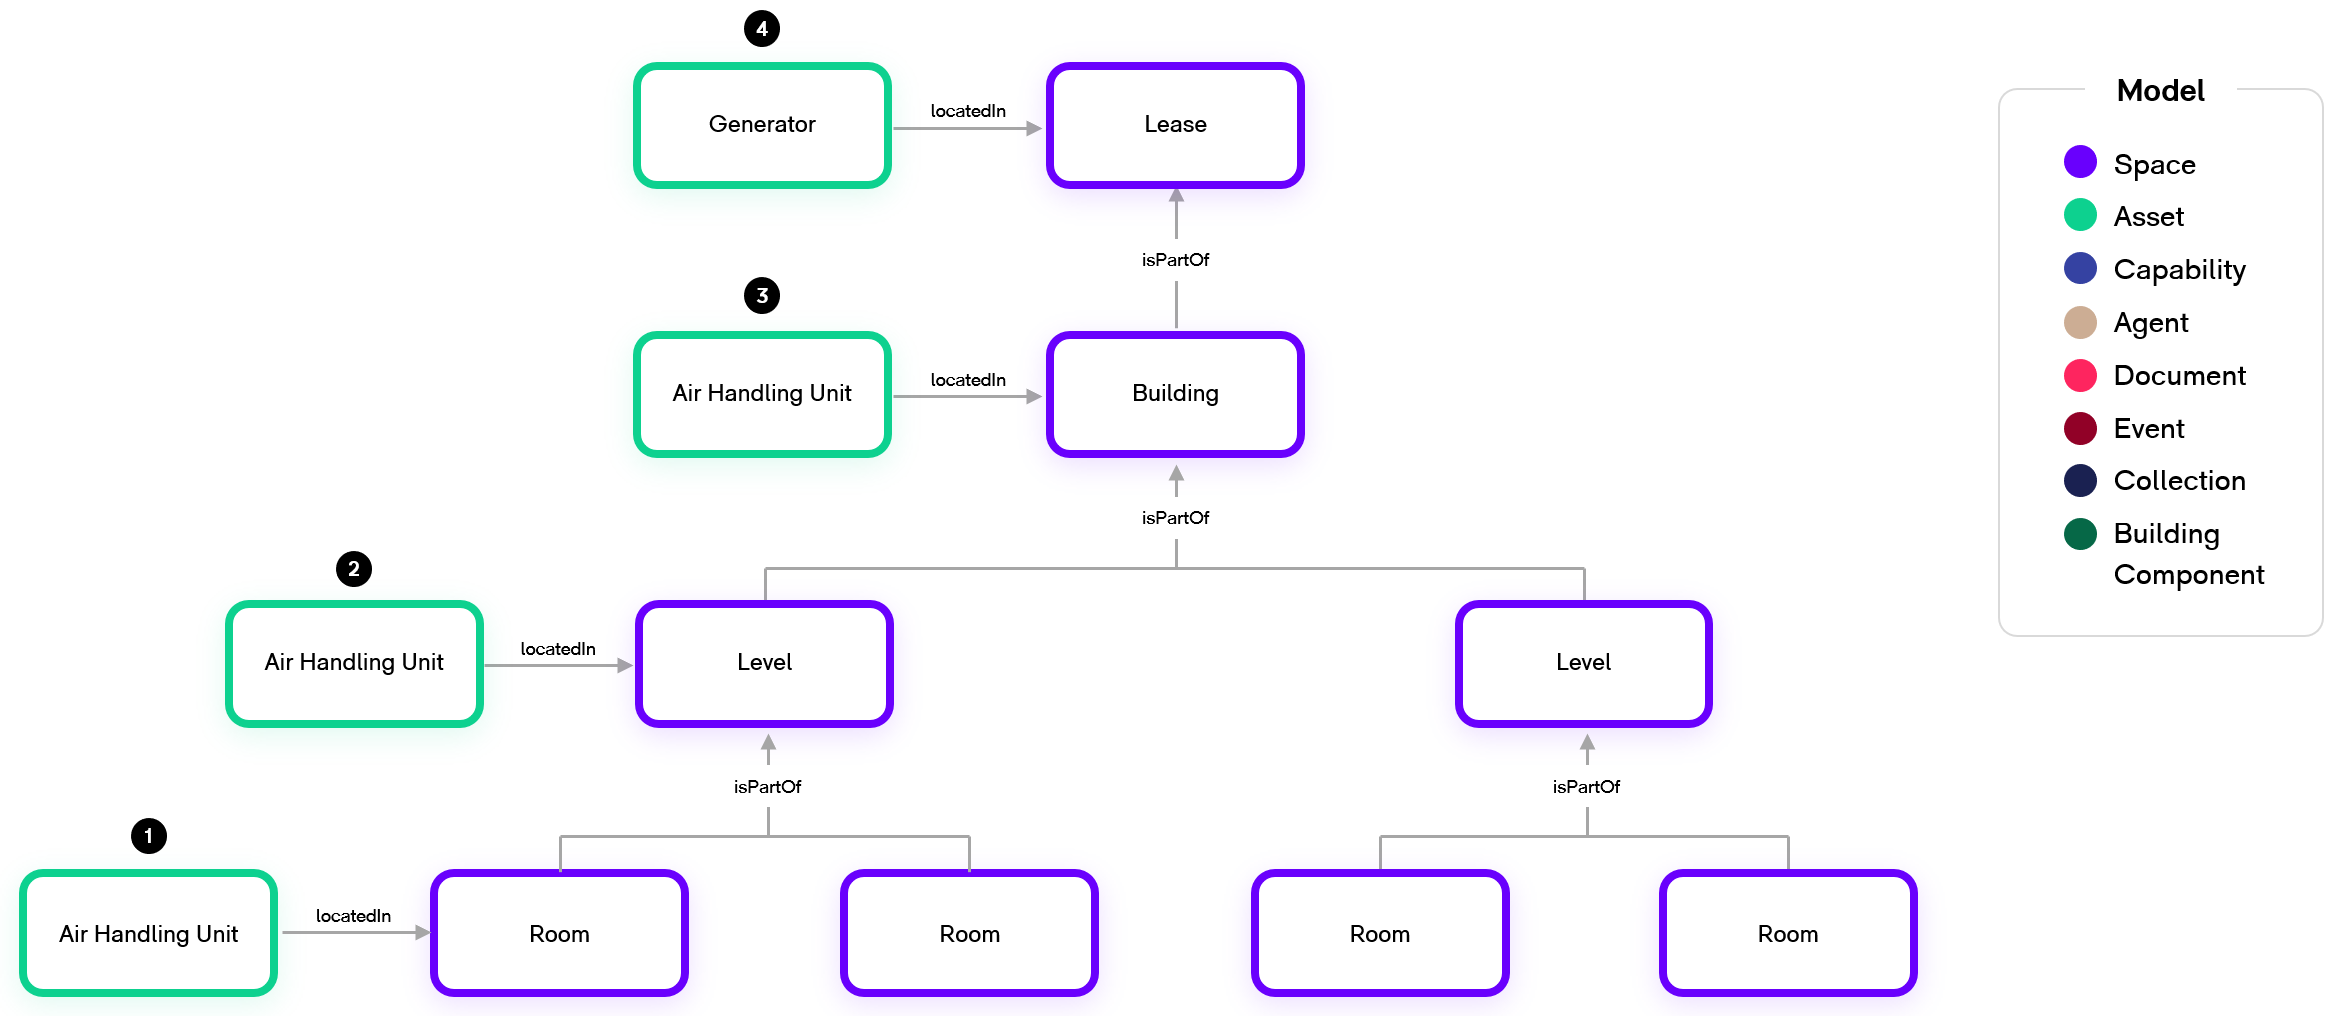 4
Generator
locatedIn
Lease
isPartOf
3
Air Handling Unit
locatedIn
Building
isPartOf
2
Air Handling Unit
locatedIn
Level
Level
isPartOf
isPartOf
1
Air Handling Unit
locatedIn
Room
Room
Room
Room
Model
Space
Asset
Capability
Agent
Document
Event
Collection
Building
Component